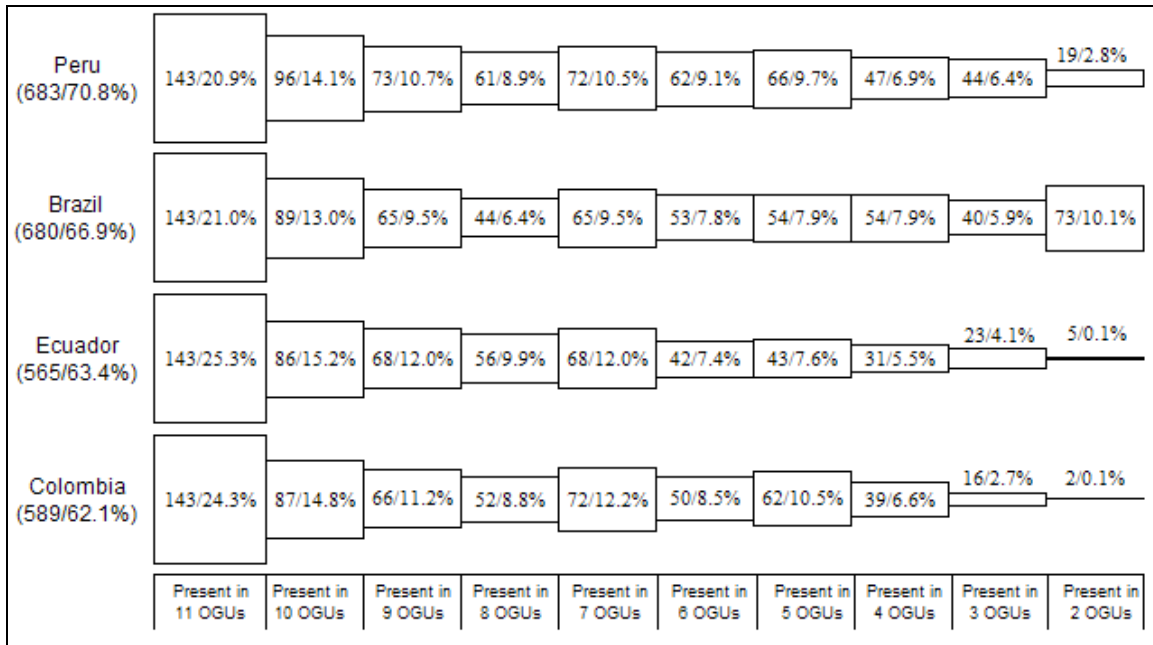 Peru
(683/70.8%)
143/20.9% 96/14.1% 73/10.7% 61/8.9% 72/10.5% 62/9.1% 66/9.7% 47/6.9% 44/6.4% 19/2.8%
Brazil
(680/66.9%)
143/21.0% 89/13.0% 65/9.5% 44/6.4% 65/9.5% 53/7.8% 54/7.9% 54/7.9% 40/5.9% 73/10.1%
Ecuador
(565/63.4%)
143/25.3% 86/15.2% 68/12.0% 56/9.9% 68/12.0% 42/7.4% 43/7.6% 31/5.5% 23/4.1% 5/0.1%
Colombia
(589/62.1%)
143/24.3% 87/14.8% 66/11.2% 52/8.8% 72/12.2% 50/8.5% 62/10.5% 39/6.6% 16/2.7% 2/0.1%
Present in Present in Present in Present in Present in Present in Present in Present in Present in Present in
11 OGUs 10 OGUs 9 OGUs 8 OGUs 7 OGUs 6 OGUs 5 OGUs 4 OGUs 3 OGUs 2 OGUs